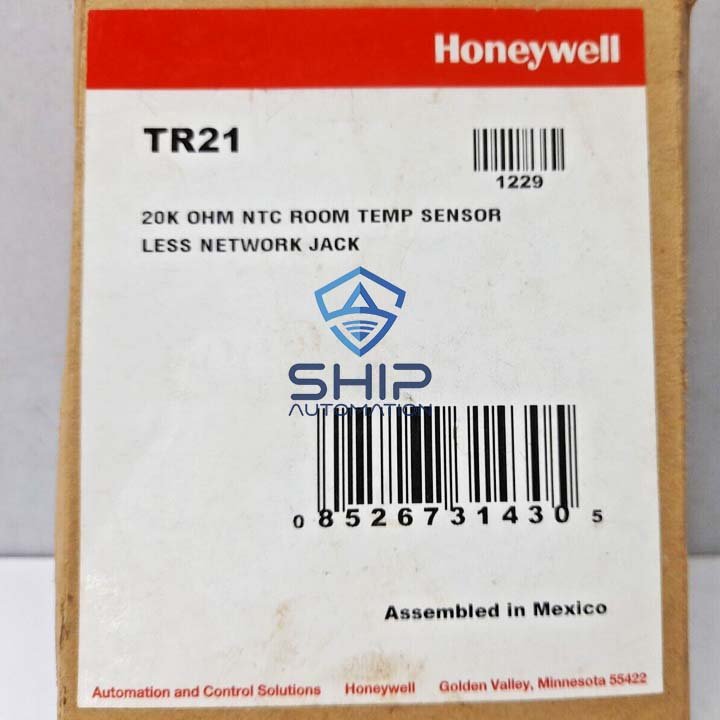 Honeywell
TR21
1229
20K OHM NTC ROOM TEMP SENSOR
LESS NETWORK JACK
SHIP
AUTOMATION
0 85267 31430 5
Assembled in Mexico
Automation and Control Solutions Honeywell Golden Valley, Minnesota 55422